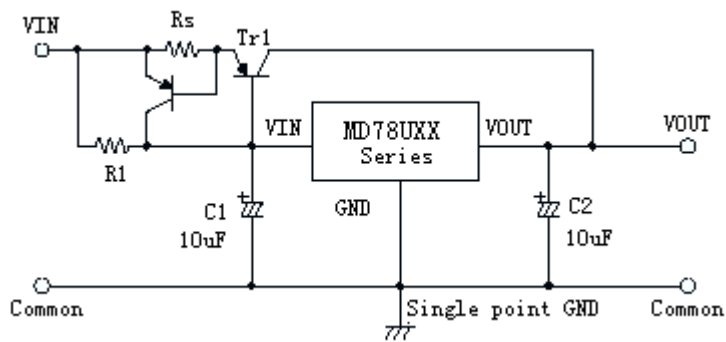 VIN
Rs
Tr1
VIN
MD78UXX
Series
VOUT
VOUT
R1
C1
10uF
GND
C2
10uF
Common
Single point GND
Common
+
+